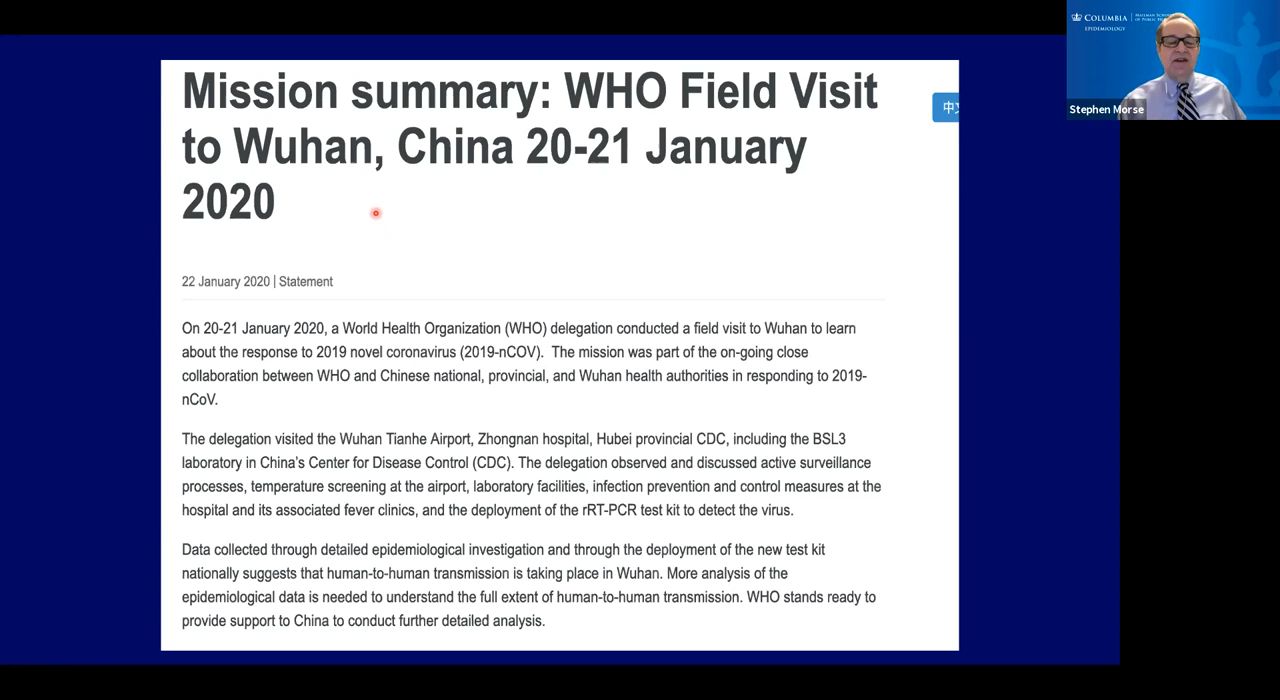 Mission summary: WHO Field Visit
to Wuhan, China 20-21 January
2020
中文
22 January 2020 | Statement
On 20-21 January 2020, a World Health Organization (WHO) delegation conducted a field visit to Wuhan to learn
about the response to 2019 novel coronavirus (2019-nCOV). The mission was part of the on-going close
collaboration between WHO and Chinese national, provincial, and Wuhan health authorities in responding to 2019-
nCoV.
The delegation visited the Wuhan Tianhe Airport, Zhongnan hospital, Hubei provincial CDC, including the BSL3
laboratory in China's Center for Disease Control (CDC). The delegation observed and discussed active surveillance
processes, temperature screening at the airport, laboratory facilities, infection prevention and control measures at the
hospital and its associated fever clinics, and the deployment of the rRT-PCR test kit to detect the virus.
Data collected through detailed epidemiological investigation and through the deployment of the new test kit
nationally suggests that human-to-human transmission is taking place in Wuhan. More analysis of the
epidemiological data is needed to understand the full extent of human-to-human transmission. WHO stands ready to
provide support to China to conduct further detailed analysis.
COLUMBIA
EPIDEMIOLOGY
Stephen Morse